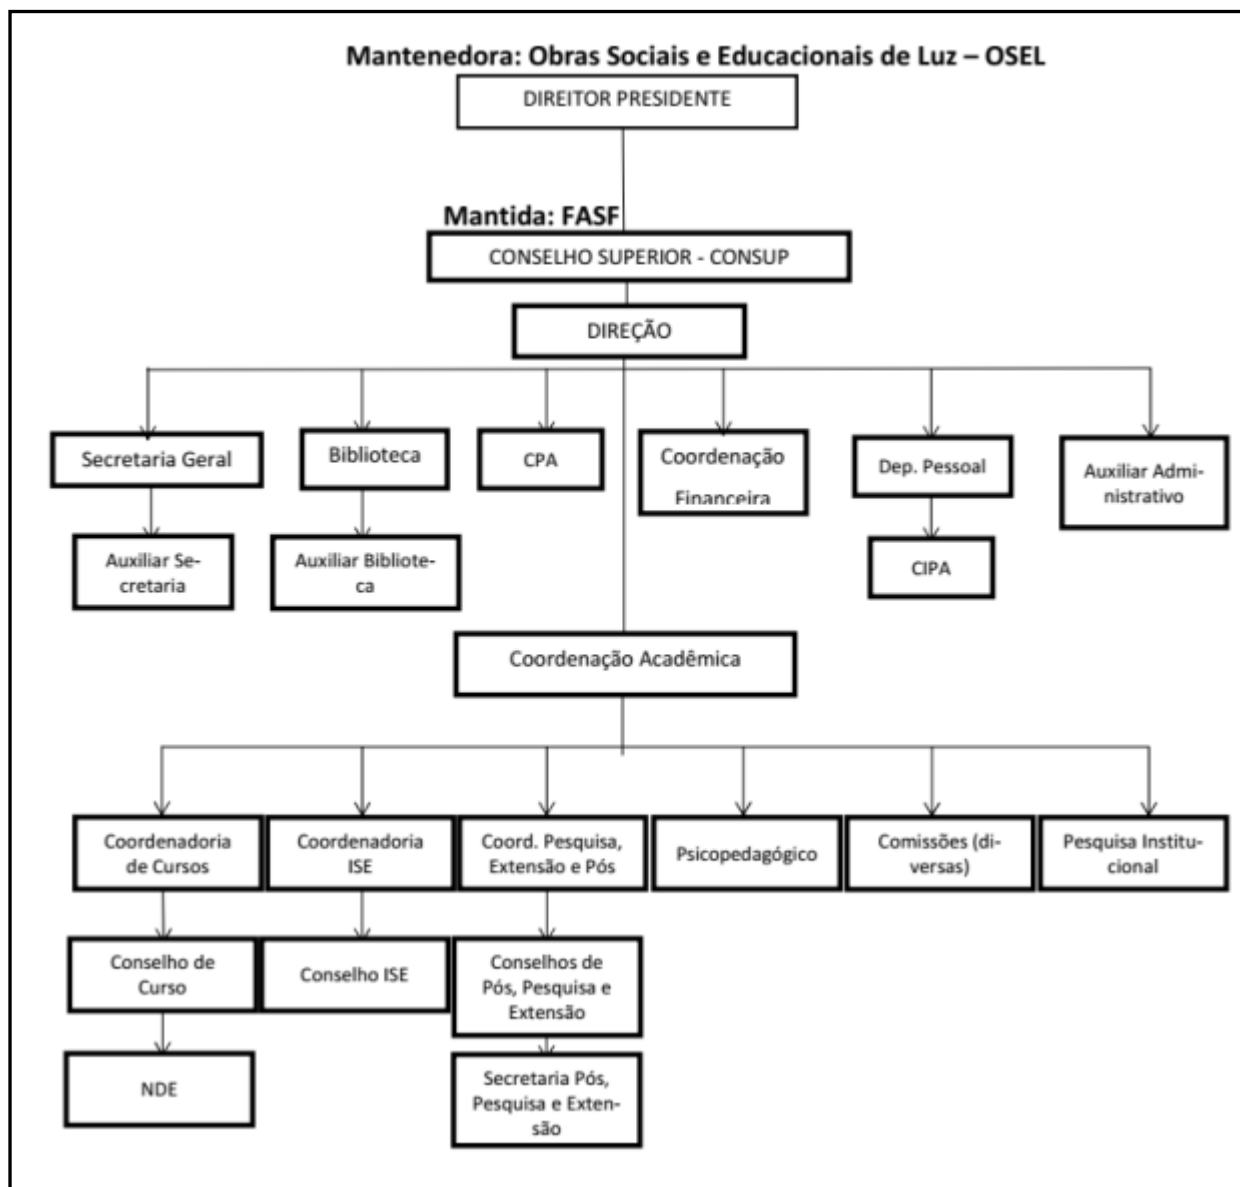 Mantenedora: Obras Sociais e Educacionais de Luz – OSEL
DIREITOR PRESIDENTE
Mantida: FASF
CONSELHO SUPERIOR - CONSUP
DIREÇÃO
Secretaria Geral
Biblioteca
CPA
Coordenação
Financeira
Dep. Pessoal
Auxiliar Admi-
nistrativo
Auxiliar Se-
cretaria
Auxiliar Bibliote-
ca
CIPA
Coordenação Acadêmica
Coordenadoria
de Cursos
Coordenadoria
ISE
Coord. Pesquisa,
Extensão e Pós
Psicopedagógico
Comissões (di-
versas)
Pesquisa Institu-
cional
Conselho de
Curso
Conselho ISE
Conselhos de
Pós, Pesquisa e
Extensão
NDE
Secretaria Pós,
Pesquisa e Exten-
são